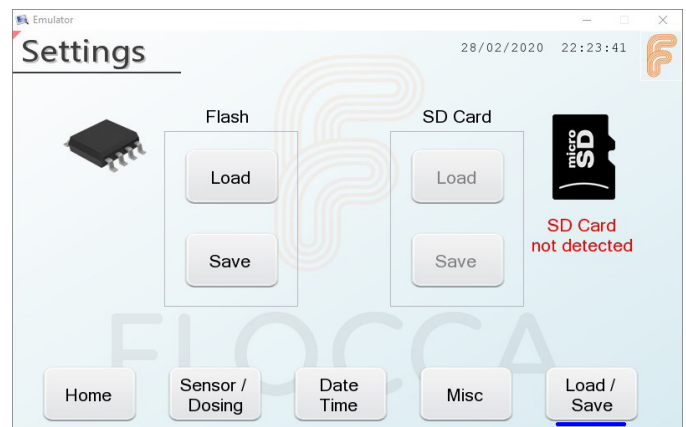 Emulator
Settings
28/02/2020 22:23:41
Flash
SD Card
Load
Load
micro
SD
Save
Save
SD Card
not detected
FLOCCA
Home
Sensor /
Dosing
Date
Time
Misc
Load /
Save